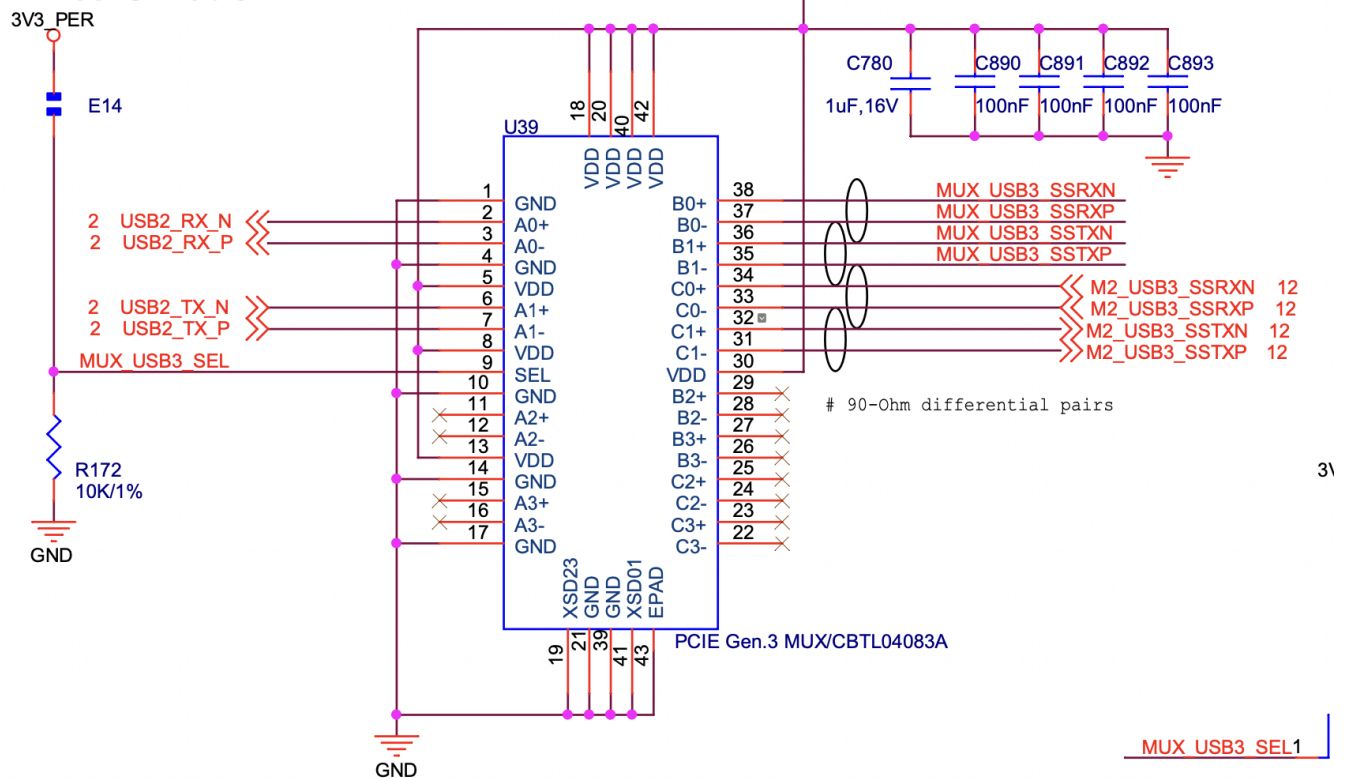 3V3_PER
E14
MUX_USB3_SEL
R172
10K/1%
GND
2 USB2_RX_N
2 USB2_RX_P
2 USB2_TX_N
2 USB2_TX_P
C780
1uF,16V
C890
100nF
C891
100nF
C892
100nF
C893
100nF
U39
18 20 40 42
VDD VDD VDD VDD
1 GND
2 A0+
3 A0-
4 GND
5 VDD
6 A1+
7 A1-
8 VDD
9 SEL
10 GND
11 A2+
12 A2-
13 VDD
14 GND
15 A3+
16 A3-
17 GND
B0+ 38 MUX_USB3_SSRXN
B0- 37 MUX_USB3_SSRXP
B1+ 36 MUX_USB3_SSTXN
B1- 35 MUX_USB3_SSTXP
C0+ 34 M2_USB3_SSRXN 12
C0- 33 M2_USB3_SSRXP 12
C1+ 32 M2_USB3_SSTXN 12
C1- 31 M2_USB3_SSTXP 12
VDD 30
B2+ 29
B2- 28
B3+ 27
B3- 26
C2+ 25
C2- 24
C3+ 23
C3- 22
# 90-Ohm differential pairs
XSD23 GND GND XSD01 EPAD
19 21 39 41 43
PCIE Gen.3 MUX/CBTL04083A
GND
MUX_USB3_SEL 1